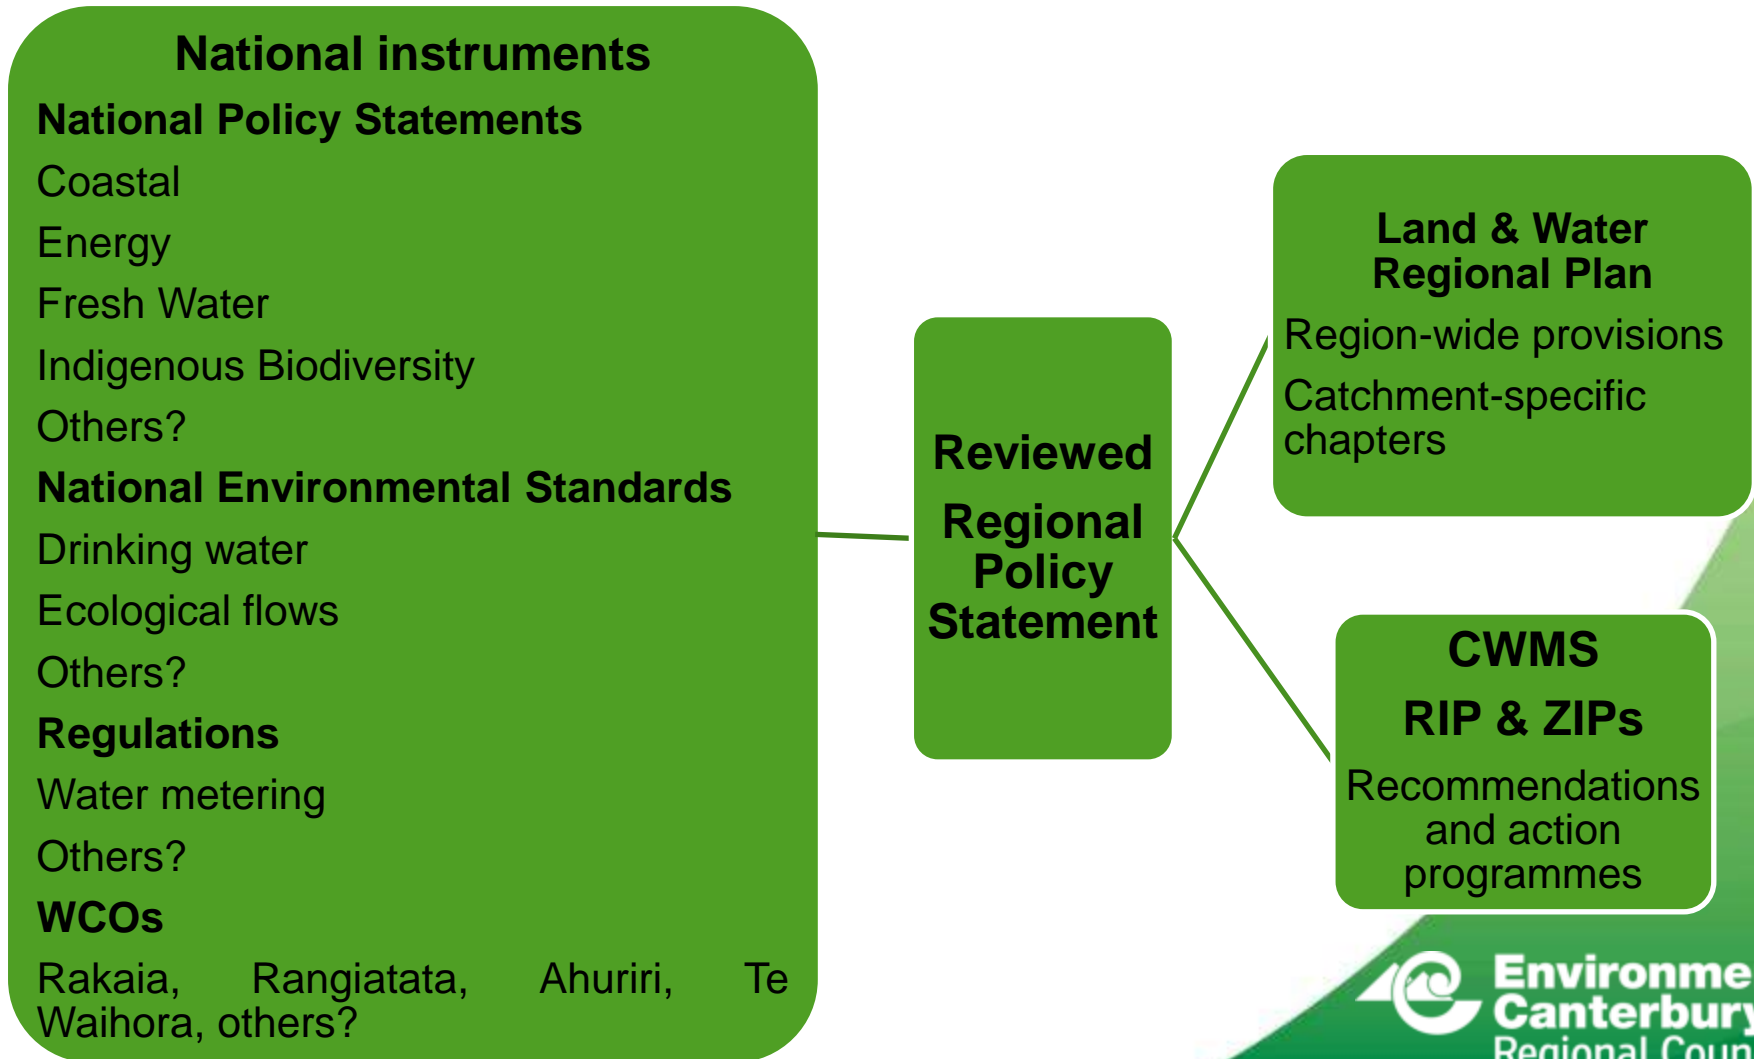 National instruments
National Policy Statements
Coastal
Energy
Fresh Water
Indigenous Biodiversity
Others?
National Environmental Standards
Drinking water
Ecological flows
Others?
Regulations
Water metering
Others?
WCOs
Rakaia, Rangiatata, Ahuriri, Te
Waihora, others?
Reviewed
Regional
Policy
Statement
Land & Water
Regional Plan
Region-wide provisions
Catchment-specific
chapters
CWMS
RIP & ZIPs
Recommendations
and action
programmes
Environme
Canterbury
Regional Coun